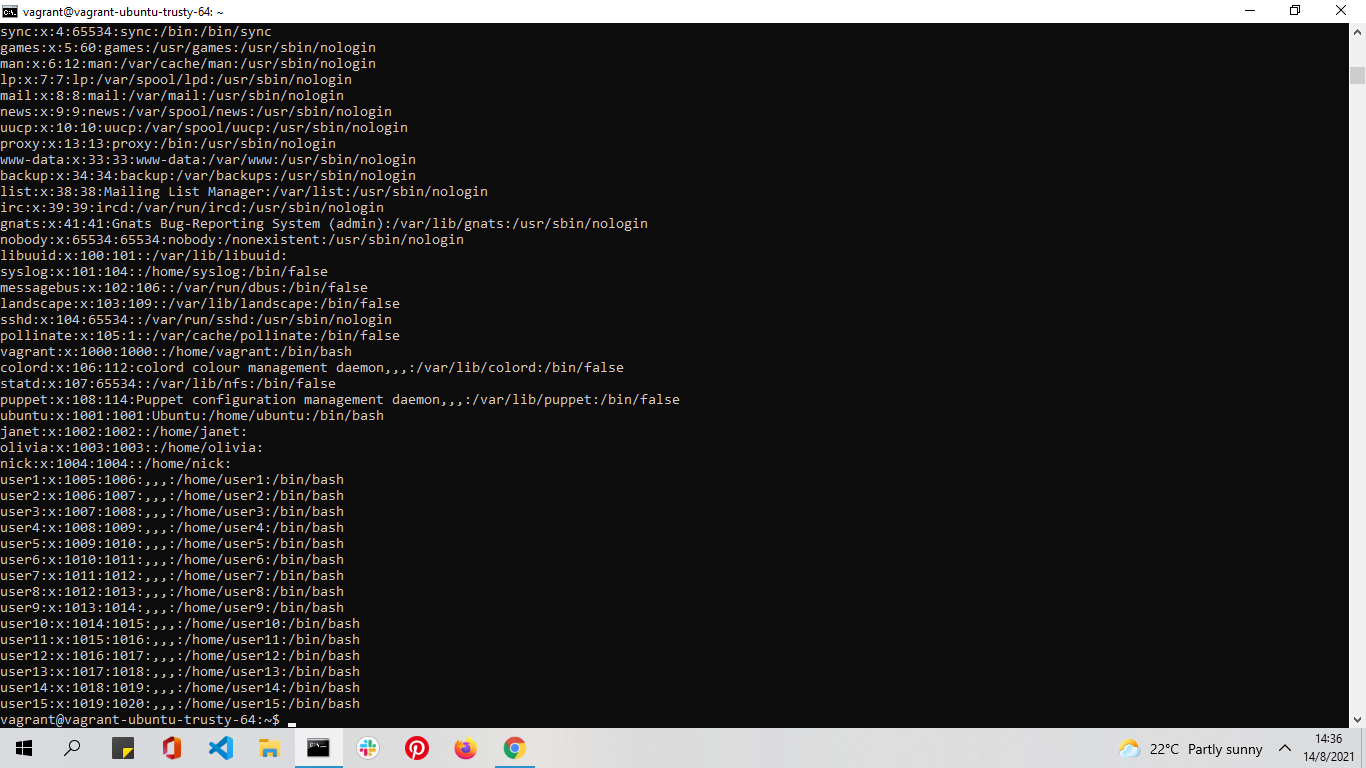 vagrant@vagrant-ubuntu-trusty-64: ~
sync:x:4:65534:sync:/bin:/bin/sync
games:x:5:60:games:/usr/games:/usr/sbin/nologin
man:x:6:12:man:/var/cache/man:/usr/sbin/nologin
lp:x:7:7:lp:/var/spool/lpd:/usr/sbin/nologin
mail:x:8:8:mail:/var/mail:/usr/sbin/nologin
news:x:9:9:news:/var/spool/news:/usr/sbin/nologin
uucp:x:10:10:uucp:/var/spool/uucp:/usr/sbin/nologin
proxy:x:13:13:proxy:/bin:/usr/sbin/nologin
www-data:x:33:33:www-data:/var/www:/usr/sbin/nologin
backup:x:34:34:backup:/var/backups:/usr/sbin/nologin
list:x:38:38:Mailing List Manager:/var/list:/usr/sbin/nologin
irc:x:39:39:ircd:/var/run/ircd:/usr/sbin/nologin
gnats:x:41:41:Gnats Bug-Reporting System (admin):/var/lib/gnats:/usr/sbin/nologin
nobody:x:65534:65534:nobody:/nonexistent:/usr/sbin/nologin
libuuid:x:100:101::/var/lib/libuuid:
syslog:x:101:104::/home/syslog:/bin/false
messagebus:x:102:106::/var/run/dbus:/bin/false
landscape:x:103:109::/var/lib/landscape:/bin/false
sshd:x:104:65534::/var/run/sshd:/usr/sbin/nologin
pollinate:x:105:1::/var/cache/pollinate:/bin/false
vagrant:x:1000:1000::/home/vagrant:/bin/bash
colord:x:106:112:colord colour management daemon,,,:/var/lib/colord:/bin/false
statd:x:107:65534::/var/lib/nfs:/bin/false
puppet:x:108:114:Puppet configuration management daemon,,,:/var/lib/puppet:/bin/false
ubuntu:x:1001:1001:Ubuntu:/home/ubuntu:/bin/bash
janet:x:1002:1002::/home/janet:
olivia:x:1003:1003::/home/olivia:
nick:x:1004:1004::/home/nick:
user1:x:1005:1006:,,,:/home/user1:/bin/bash
user2:x:1006:1007:,,,:/home/user2:/bin/bash
user3:x:1007:1008:,,,:/home/user3:/bin/bash
user4:x:1008:1009:,,,:/home/user4:/bin/bash
user5:x:1009:1010:,,,:/home/user5:/bin/bash
user6:x:1010:1011:,,,:/home/user6:/bin/bash
user7:x:1011:1012:,,,:/home/user7:/bin/bash
user8:x:1012:1013:,,,:/home/user8:/bin/bash
user9:x:1013:1014:,,,:/home/user9:/bin/bash
user10:x:1014:1015:,,,:/home/user10:/bin/bash
user11:x:1015:1016:,,,:/home/user11:/bin/bash
user12:x:1016:1017:,,,:/home/user12:/bin/bash
user13:x:1017:1018:,,,:/home/user13:/bin/bash
user14:x:1018:1019:,,,:/home/user14:/bin/bash
user15:x:1019:1020:,,,:/home/user15:/bin/bash
vagrant@vagrant-ubuntu-trusty-64:~$
22°C Partly sunny
14:36
14/8/2021